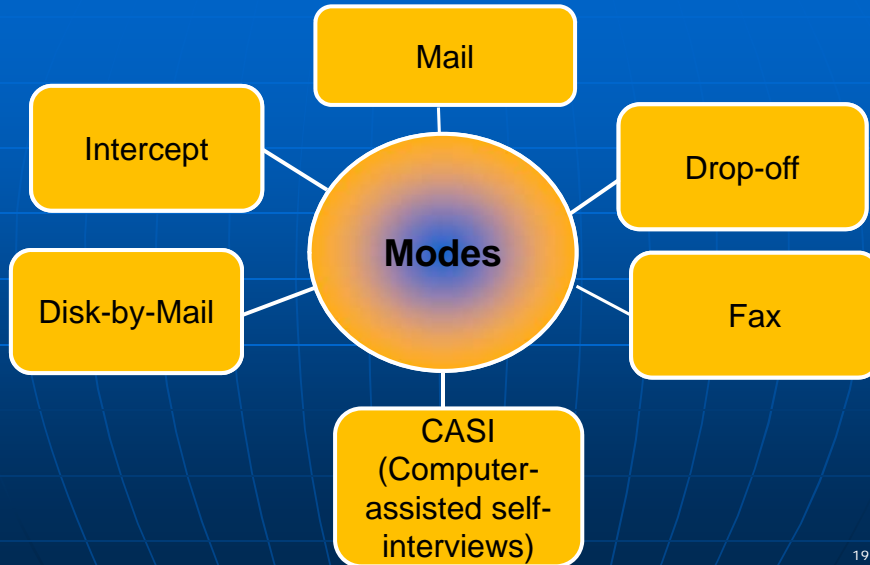 Mail
Intercept
Drop-off
Modes
Disk-by-Mail
Fax
CASI
(Computer-
assisted self-
interviews)
19